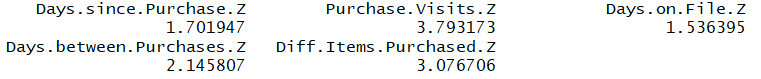 Days.since.Purchase.Z Purchase.Visits.Z Days.on.File.Z
1.701947 3.793173 1.536395
Days.between.Purchases.Z Diff.Items.Purchased.Z
2.145807 3.076706